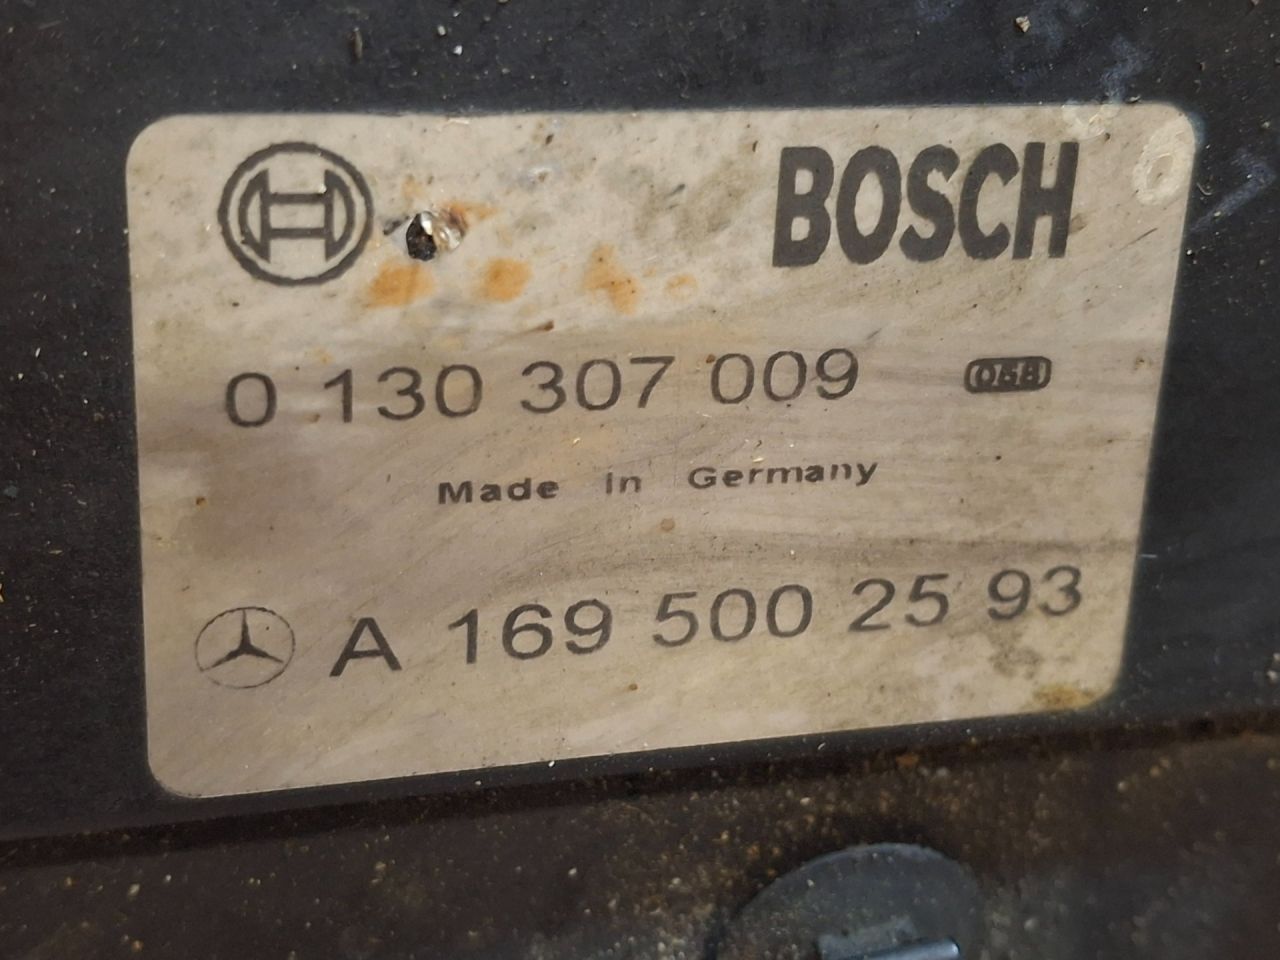 BOSCH
0 130 307 009
Made in Germany
A 169 500 25 93